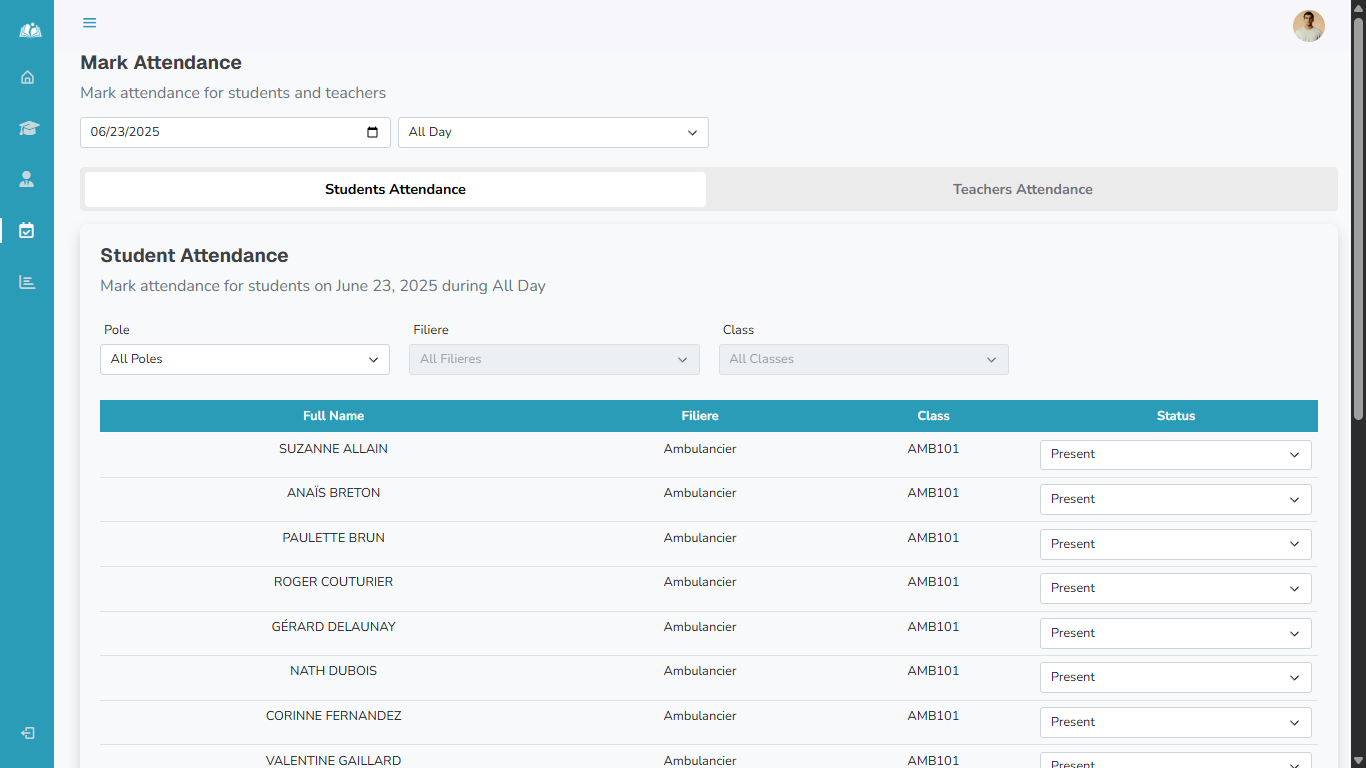 Mark Attendance
Mark attendance for students and teachers
06/23/2025 All Day
Students Attendance Teachers Attendance
Student Attendance
Mark attendance for students on June 23, 2025 during All Day
Pole Filiere Class
All Poles All Filieres All Classes
Full Name Filiere Class Status
SUZANNE ALLAIN Ambulancier AMB101 Present
ANAÏS BRETON Ambulancier AMB101 Present
PAULETTE BRUN Ambulancier AMB101 Present
ROGER COUTURIER Ambulancier AMB101 Present
GÉRARD DELAUNAY Ambulancier AMB101 Present
NATH DUBOIS Ambulancier AMB101 Present
CORINNE FERNANDEZ Ambulancier AMB101 Present
VALENTINE GAILLARD Ambulancier AMB101 Present